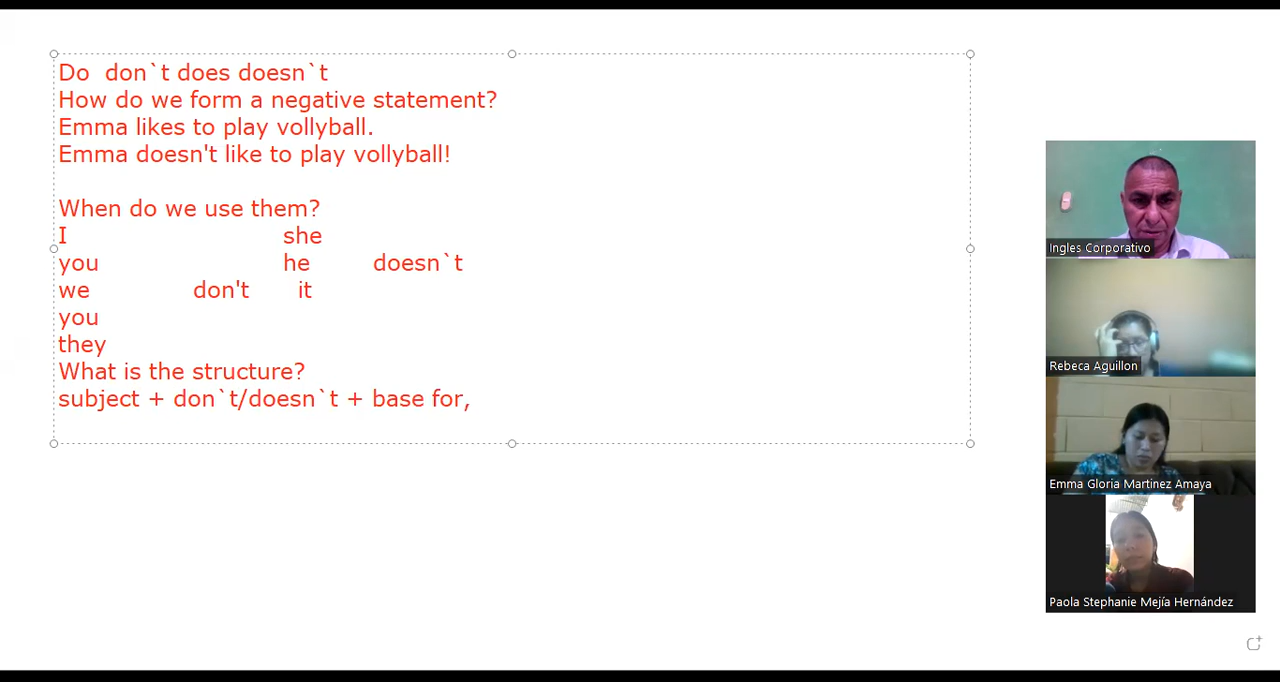 Do don`t does doesn`t
How do we form a negative statement?
Emma likes to play vollyball.
Emma doesn't like to play vollyball!
When do we use them?
I she
you he doesn`t
we don't it
you
they
What is the structure?
subject + don`t/doesn`t + base for,
Ingles Corporativo
Rebeca Aguillon
Emma Gloria Martinez Amaya
Paola Stephanie Mejía Hernández